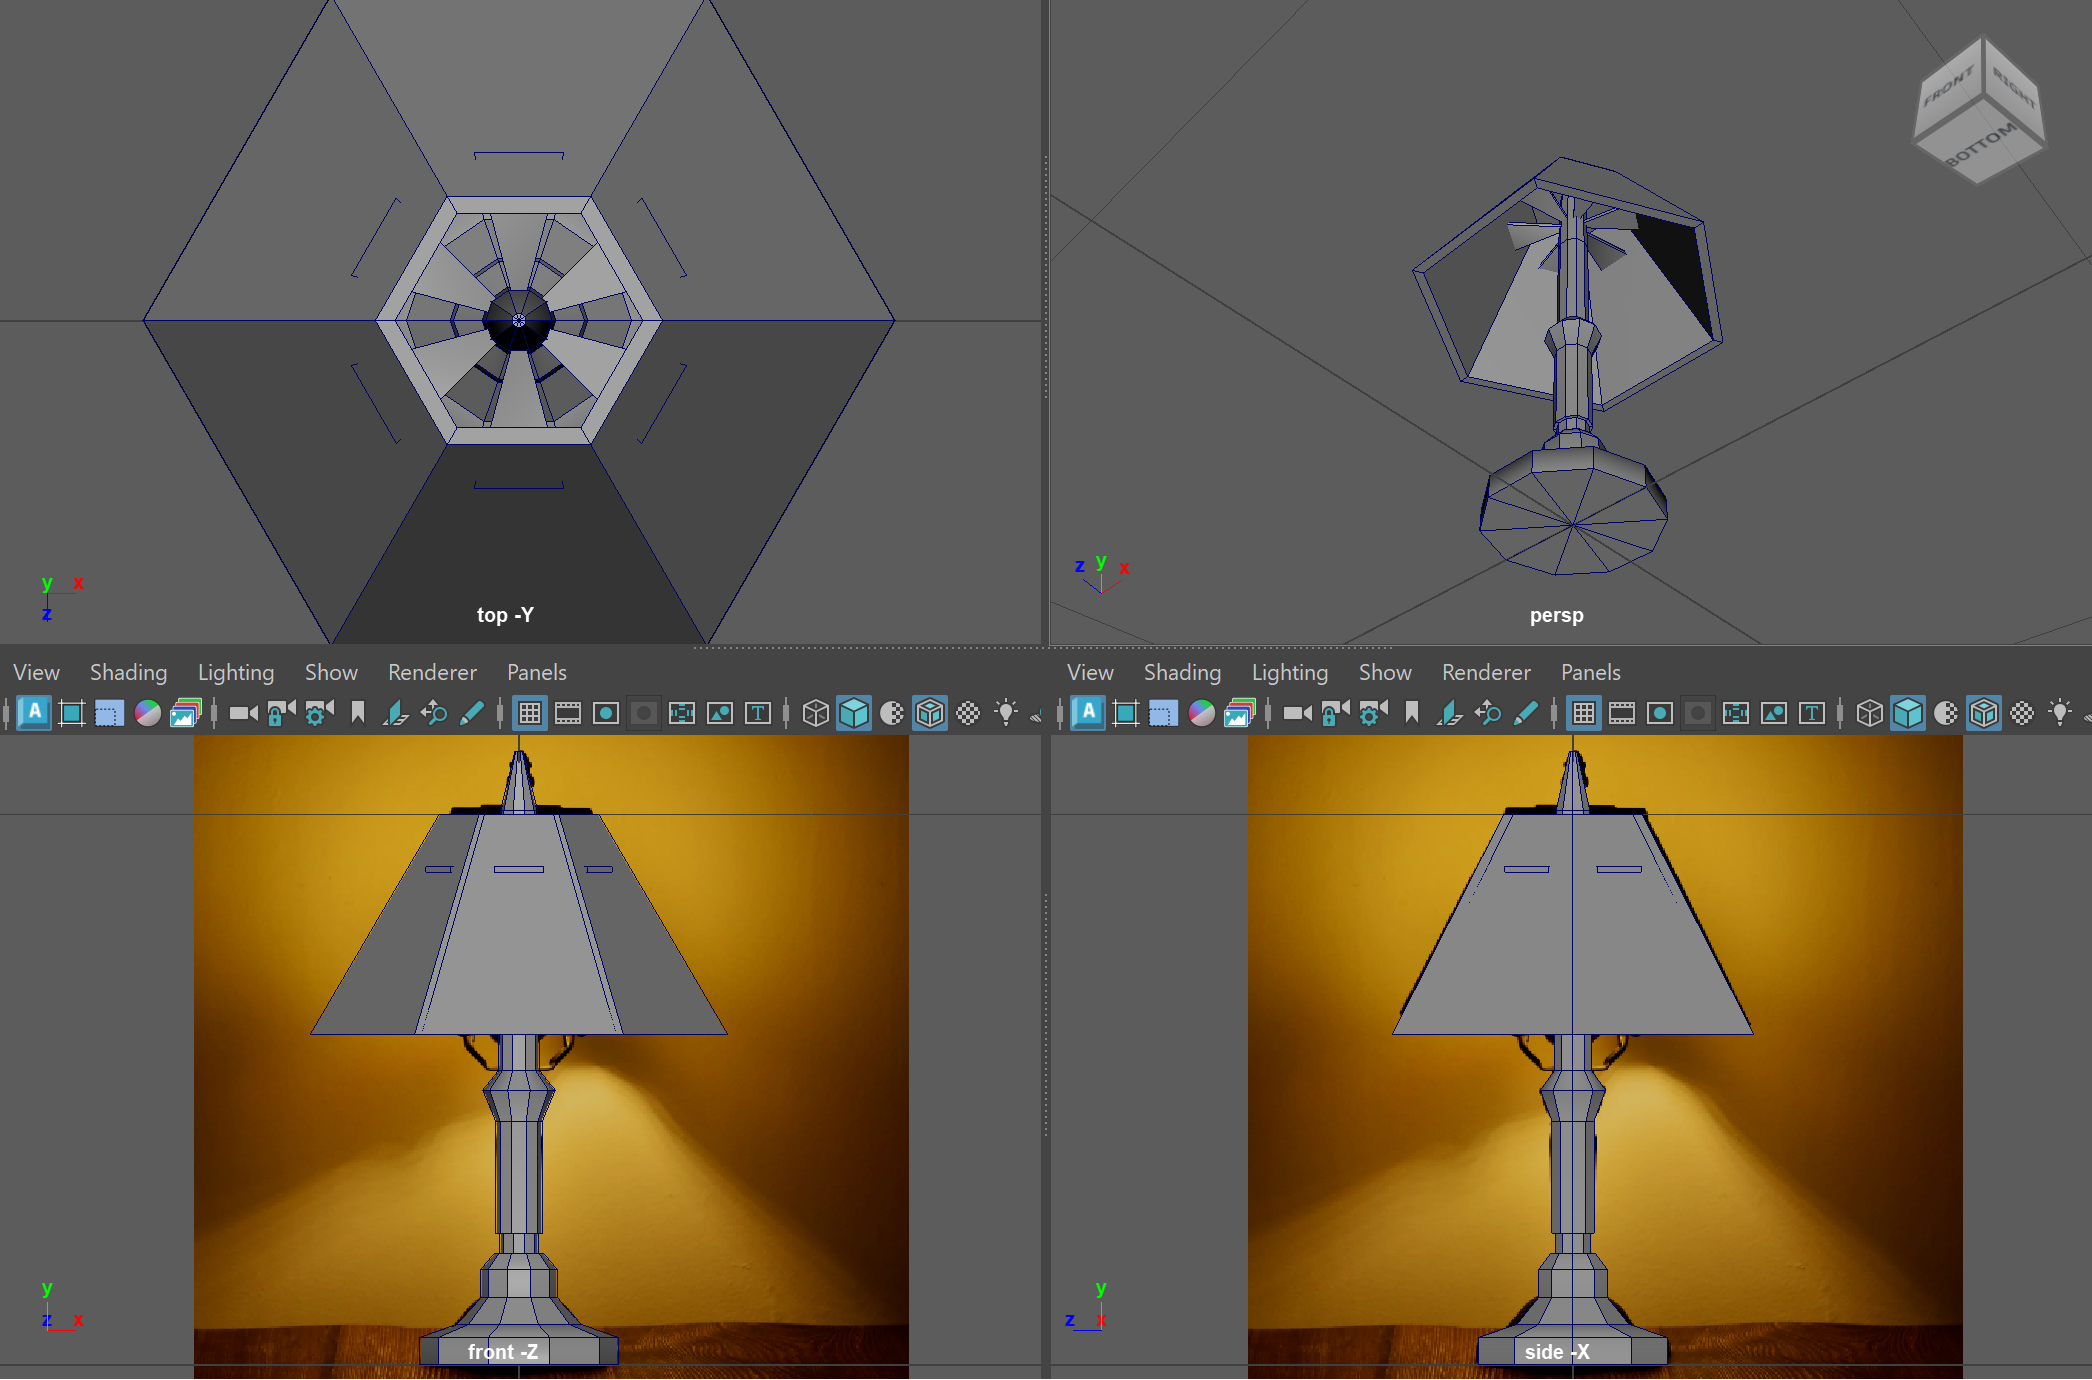 FRONT
RIGHT
BOTTOM
y
x
z
top -Y
z
y
x
persp
View
Shading
Lighting
Show
Renderer
Panels
View
Shading
Lighting
Show
Renderer
Panels
A
T
A
T
y
z
x
front -Z
y
z
x
side -X